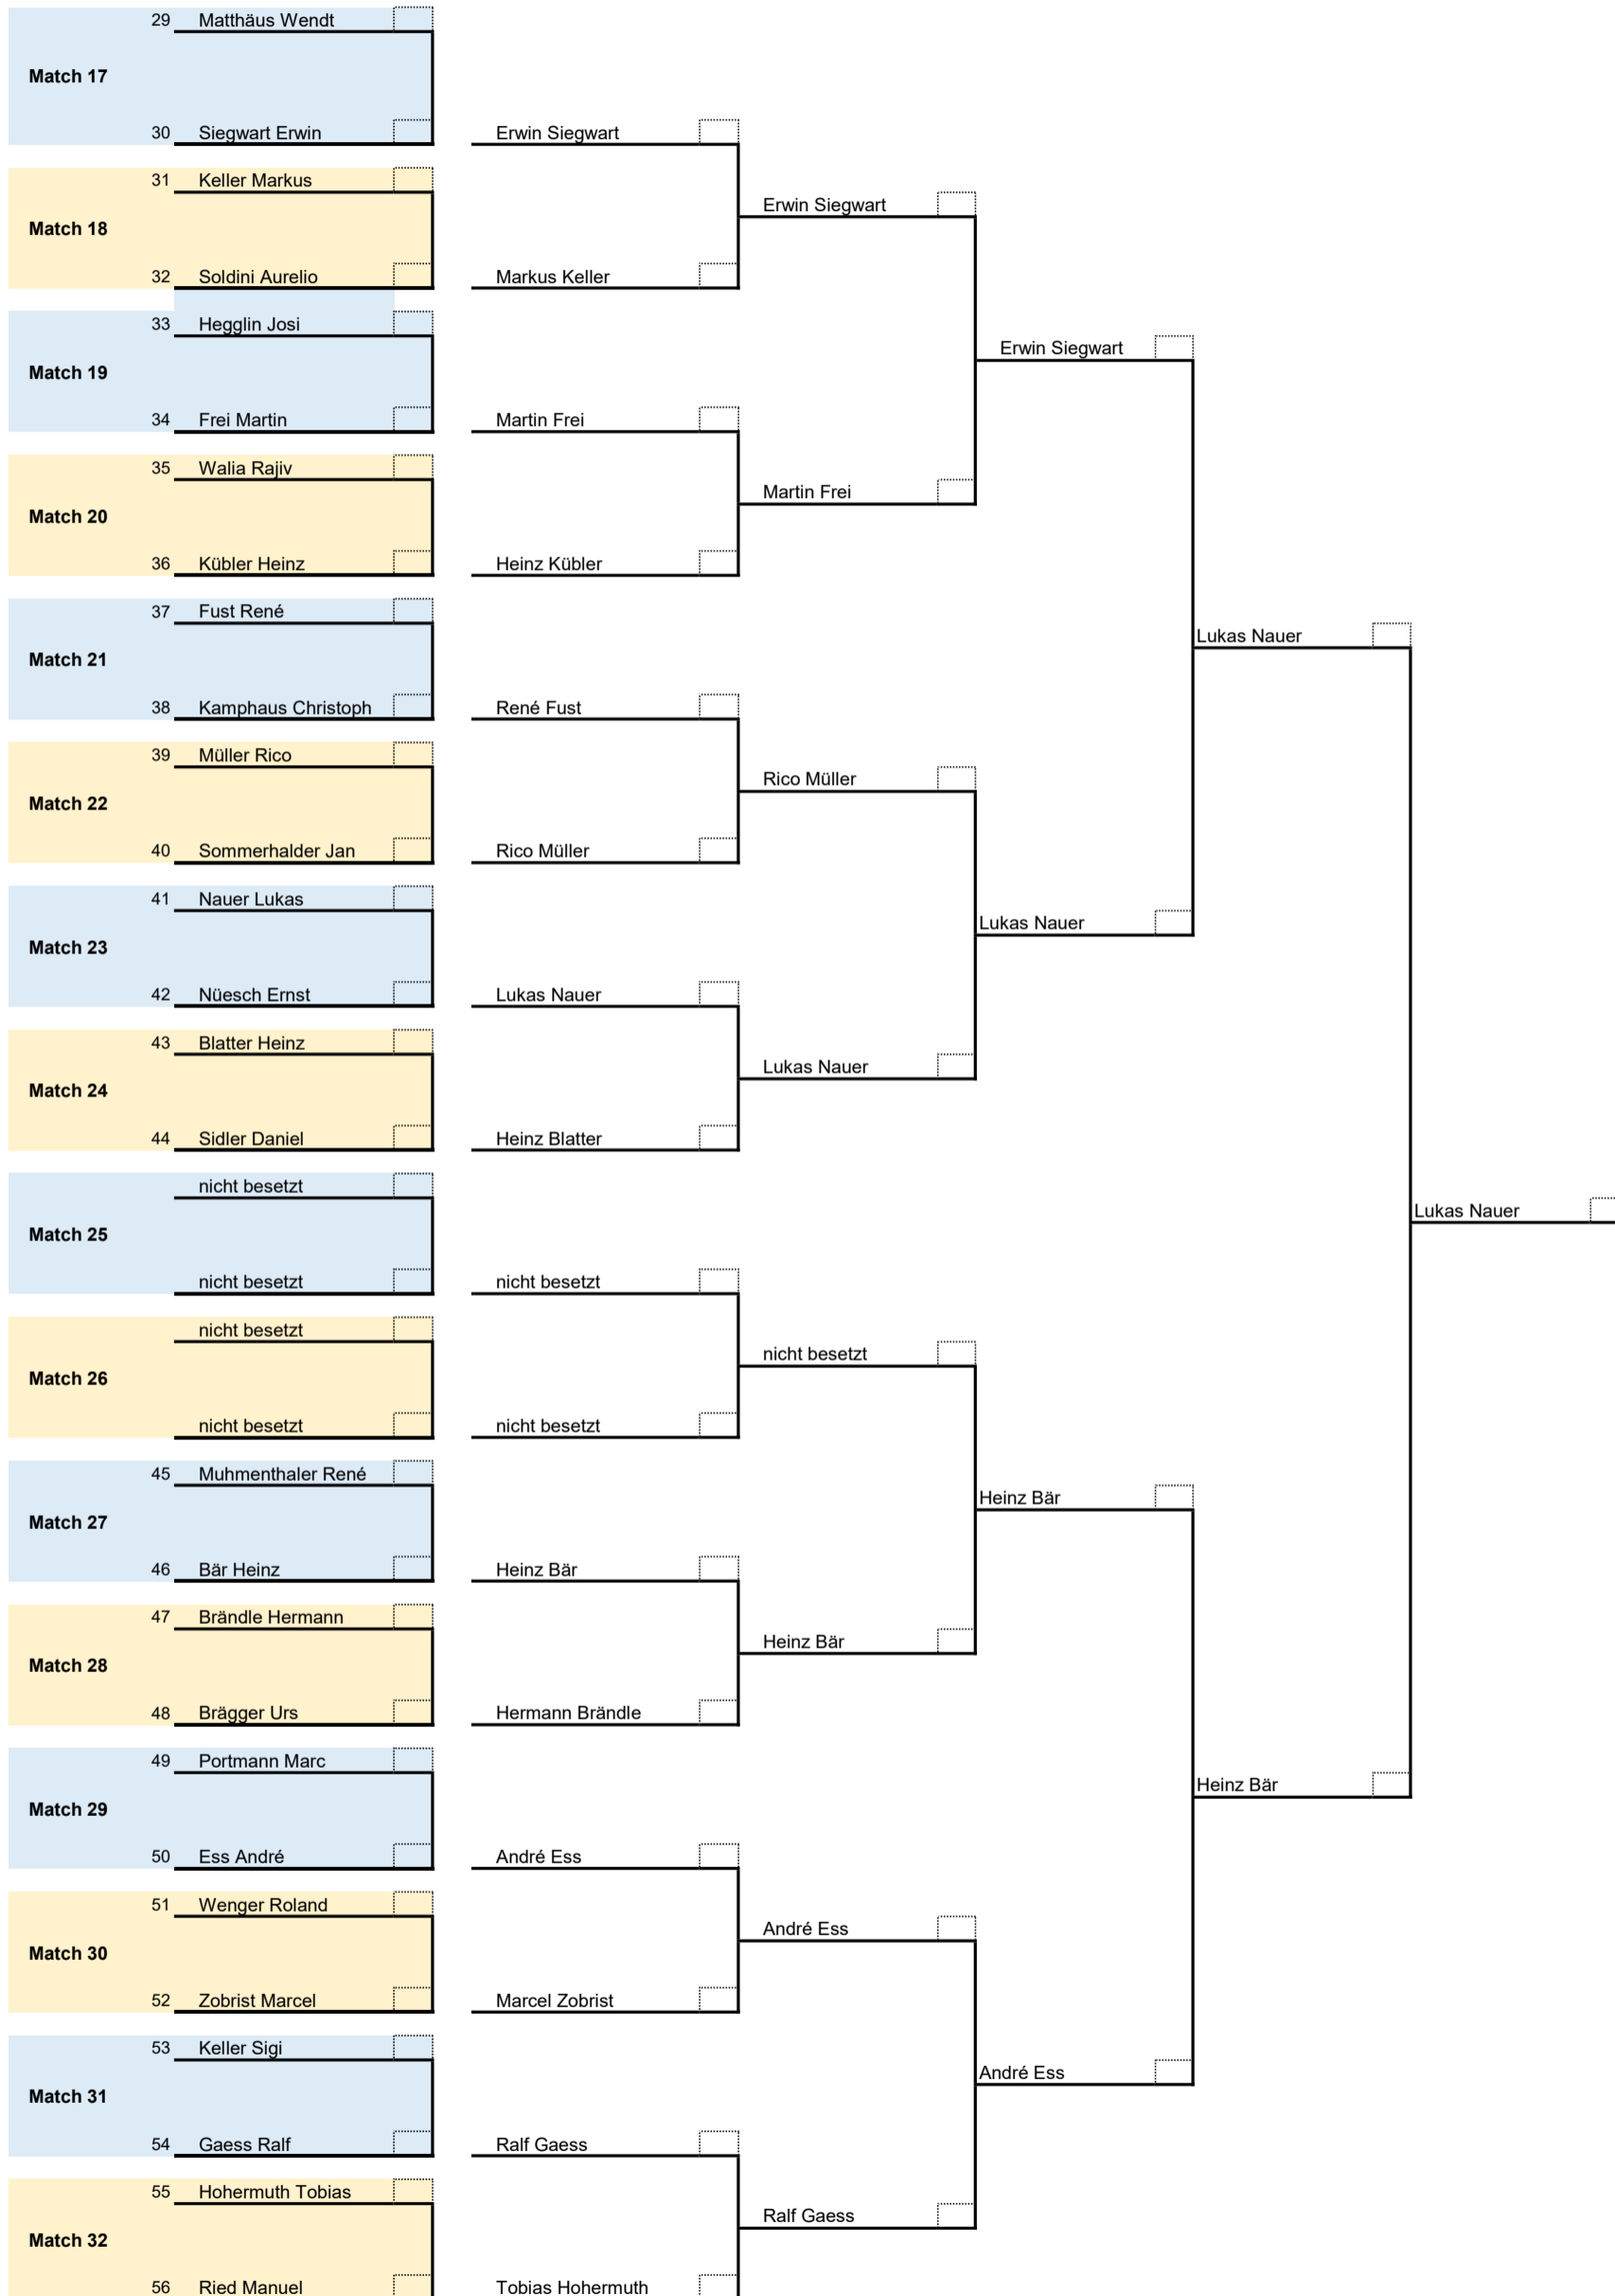 29 Matthäus Wendt
Match 17
30 Siegwart Erwin Erwin Siegwart
31 Keller Markus
Erwin Siegwart
Match 18
32 Soldini Aurelio Markus Keller
33 Hegglin Josi
Erwin Siegwart
Match 19
34 Frei Martin Martin Frei
35 Walia Rajiv
Martin Frei
Match 20
36 Kübler Heinz Heinz Kübler
37 Fust René
Lukas Nauer
Match 21
38 Kamphaus Christoph René Fust
39 Müller Rico
Rico Müller
Match 22
40 Sommerhalder Jan Rico Müller
41 Nauer Lukas
Lukas Nauer
Match 23
42 Nüesch Ernst Lukas Nauer
43 Blatter Heinz
Lukas Nauer
Match 24
44 Sidler Daniel Heinz Blatter
nicht besetzt
Lukas Nauer
Match 25
nicht besetzt nicht besetzt
nicht besetzt
nicht besetzt
Match 26
nicht besetzt nicht besetzt
45 Muhmenthaler René
Heinz Bär
Match 27
46 Bär Heinz Heinz Bär
47 Brändle Hermann
Heinz Bär
Match 28
48 Brägger Urs Hermann Brändle
49 Portmann Marc
Heinz Bär
Match 29
50 Ess André André Ess
51 Wenger Roland
André Ess
Match 30
52 Zobrist Marcel Marcel Zobrist
53 Keller Sigi
André Ess
Match 31
54 Gaess Ralf Ralf Gaess
55 Hohermuth Tobias
Ralf Gaess
Match 32
56 Ried Manuel Tobias Hohermuth